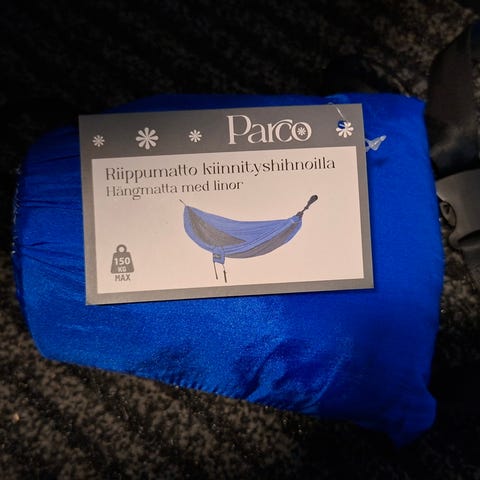 Parco
Riippumatto kiinnityshihnoilla
Hängmatta med linor
150
KG
MAX